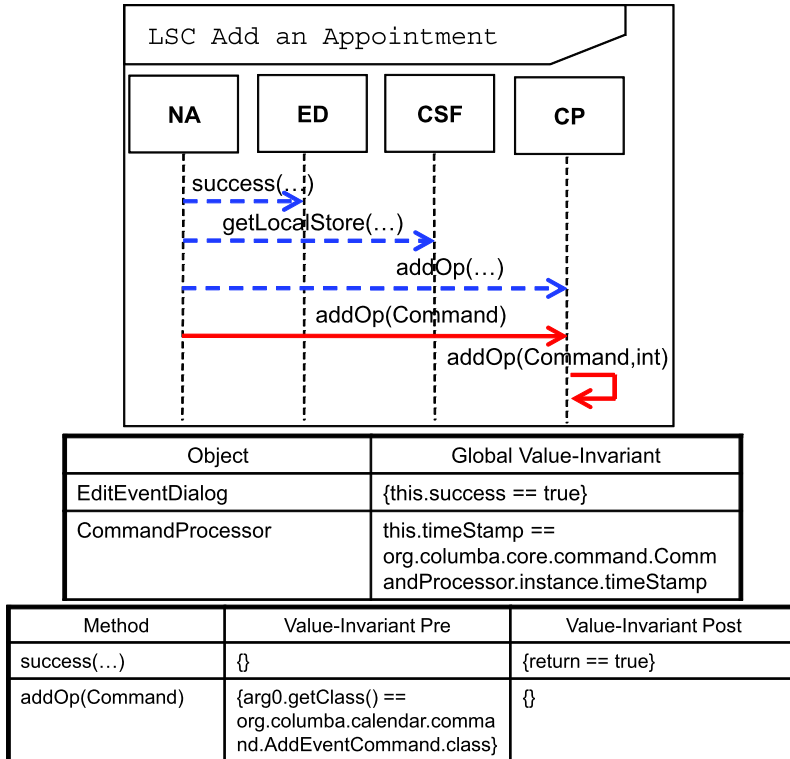 LSC Add an Appointment
NA ED CSF CP
success(…)
getLocalStore(…)
addOp(…)
addOp(Command)
addOp(Command,int)
Object Global Value-Invariant
EditEventDialog {this.success == true}
CommandProcessor this.timeStamp ==
org.columba.core.command.Comm
andProcessor.instance.timeStamp
Method Value-Invariant Pre Value-Invariant Post
success(…) {} {return == true}
addOp(Command) {arg0.getClass() == {}
org.columba.calendar.comma
nd.AddEventCommand.class}